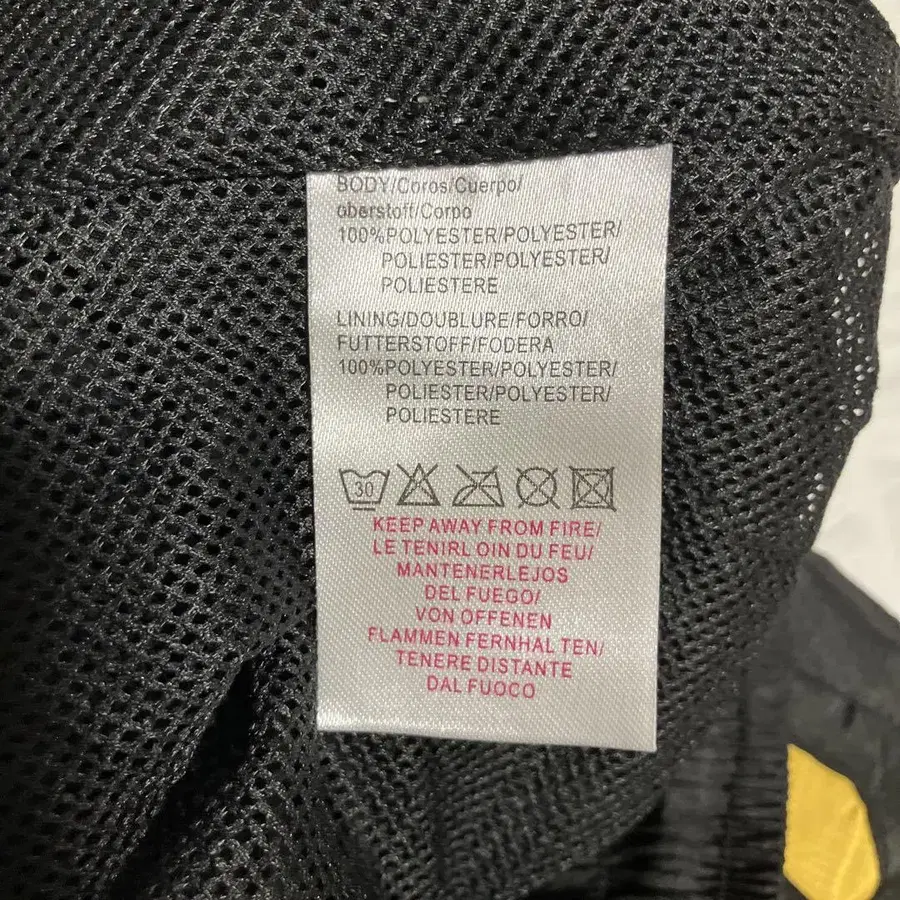 BODY/Coros/Cuerpo/
oberstoff/Corpo
100%POLYESTER/POLYESTER/
POLIESTER/POLYESTER/
POLIESTERE
LINING/DOUBLURE/FORRO/
FUTTERSTOFF/FODERA
100%POLYESTER/POLYESTER/
POLIESTER/POLYESTER/
POLIESTERE
30
KEEP AWAY FROM FIRE/
LE TENIRL OIN DU FEU/
MANTENERLEJOS
DEL FUEGO/
VON OFFENEN
FLAMMEN FERNHAL TEN/
TENERE DISTANTE
DAL FUOCO